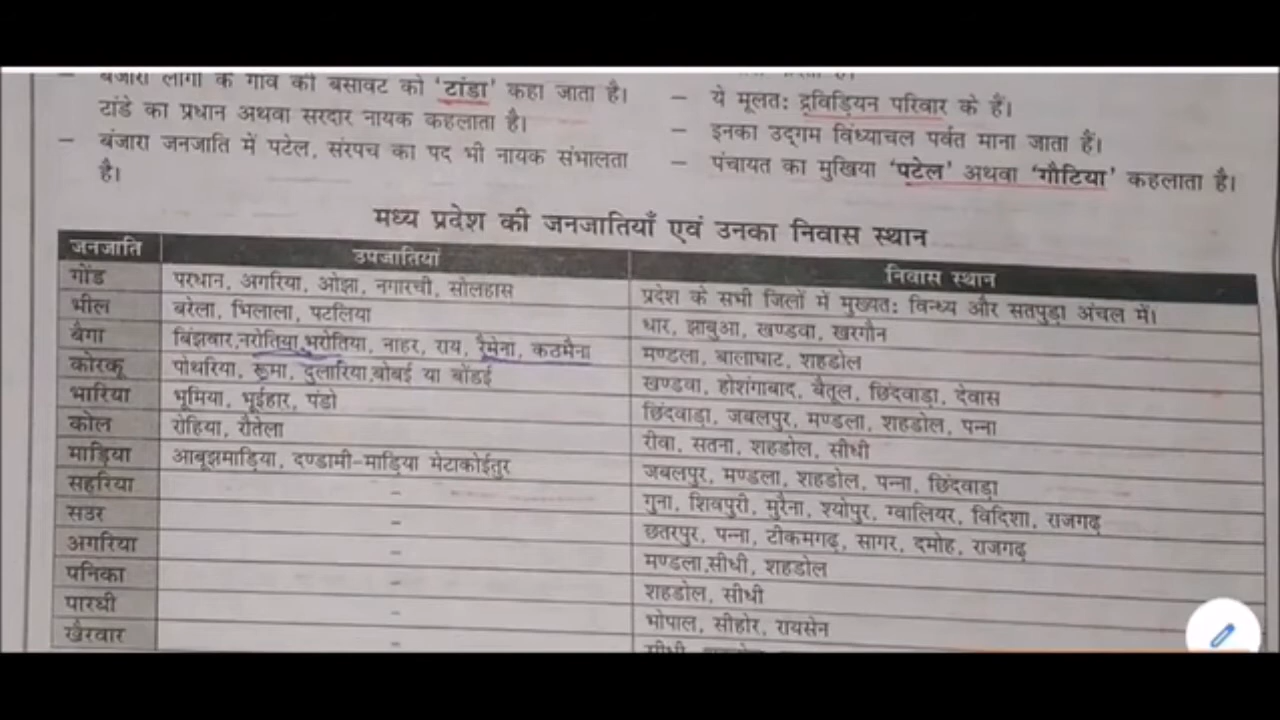 बंजारा लोगों के गांव की बसावट को ‘टांडा’ कहा जाता है।
टांडे का प्रधान अथवा सरदार नायक कहलाता है।
– बंजारा जनजाति में पटेल, संरपच का पद भी नायक संभालता
है।
– ये मूलत: द्रविड़ियन परिवार के हैं।
– इनका उद्गम विंध्याचल पर्वत माना जाता हैं।
– पंचायत का मुखिया ‘पटेल’ अथवा ‘गौटिया’ कहलाता है।
मध्य प्रदेश की जनजातियाँ एवं उनका निवास स्थान
जनजाति उपजातियां निवास स्थान
गोंड परधान, अगरिया, ओझा, नगारची, सोलहास प्रदेश के सभी जिलों में मुख्यत: विन्ध्य और सतपुड़ा अंचल में।
भील बरेला, भिलाला, पटलिया धार, झाबुआ, खण्डवा, खरगौन
बैगा बिंझवार,नरोतिया,भरोतिया, नाहर, राय, रैमेना, कठमैना मण्डला, बालाघाट, शहडोल
कोरकू पोथरिया, रूमा, दुलारिया,बोबई या बोंडई खण्डवा, होशंगाबाद, बैतूल, छिंदवाड़ा, देवास
भारिया भूमिया, भूईहार, पंडो छिंदवाड़ा, जबलपुर, मण्डला, शहडोल, पन्ना
कोल रोहिया, रौतेला रीवा, सतना, शहडोल, सीधी
माड़िया आबूझमाड़िया, दण्डामी-माड़िया मेटाकोईतुर जबलपुर, मण्डला, शहडोल, पन्ना, छिंदवाड़ा
सहरिया – गुना, शिवपुरी, मुरैना, श्योपुर, ग्वालियर, विदिशा, राजगढ़
सउर – छतरपुर, पन्ना, टीकमगढ़, सागर, दमोह, राजगढ़
अगरिया – मण्डला,सीधी, शहडोल
पनिका – शहडोल, सीधी
पारधी – भोपाल, सीहोर, रायसेन
खैरवार –